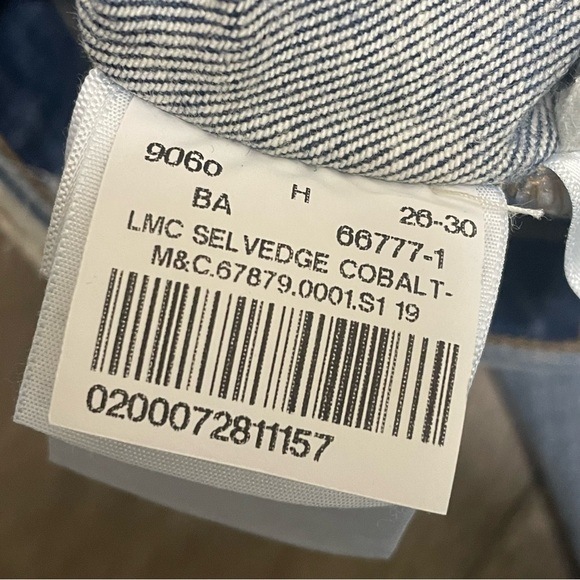 9060 H 26-30
BA 66777-1
LMC SELVEDGE COBALT-
M&C.67879.0001.S1 19
0200072811157